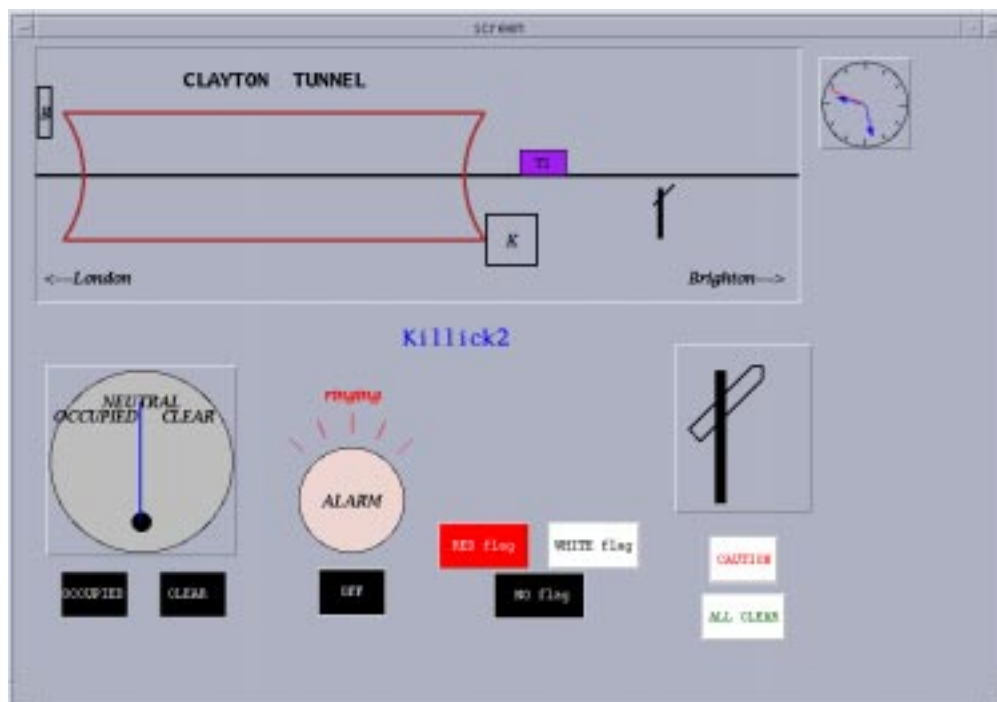 screen
CLAYTON TUNNEL
T1
K
<---London
Brighton--->
Killick2
ringing
NEUTRAL
OCCUPIED CLEAR
ALARM
RED flag
WHITE flag
CAUTION
OCCUPIED
CLEAR
OFF
NO flag
ALL CLEAR